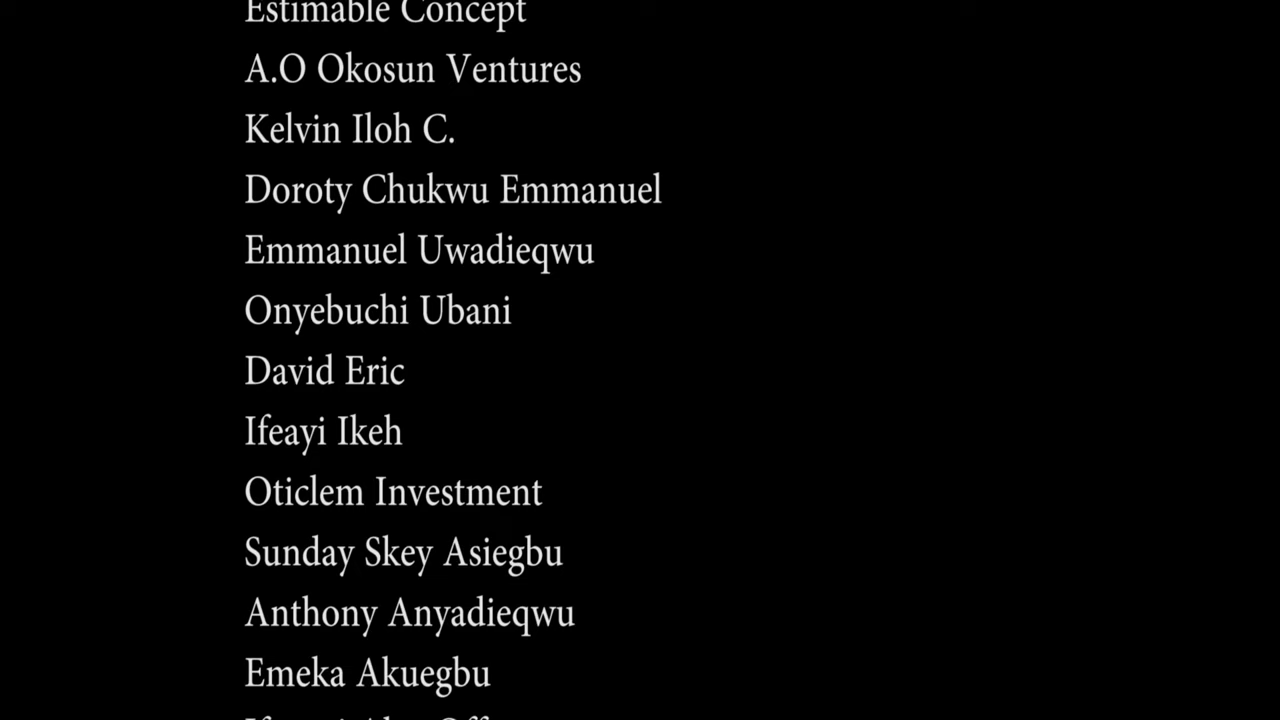 Estimable Concept
A.O Okosun Ventures
Kelvin Iloh C.
Doroty Chukwu Emmanuel
Emmanuel Uwadieqwu
Onyebuchi Ubani
David Eric
Ifeayi Ikeh
Oticlem Investment
Sunday Skey Asiegbu
Anthony Anyadieqwu
Emeka Akuegbu